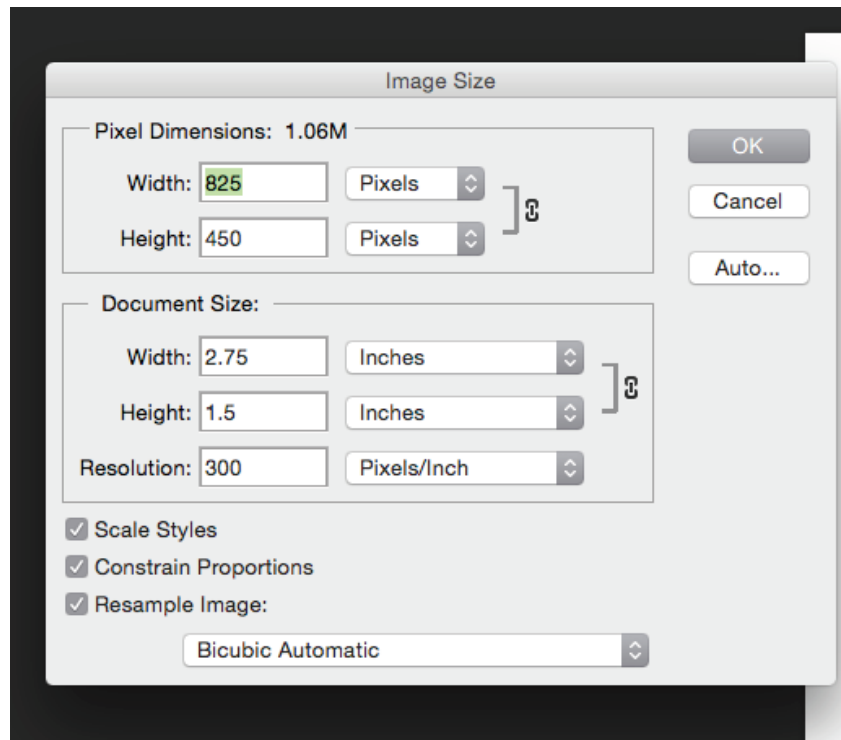 Image Size
Pixel Dimensions: 1.06M
Width: 825 Pixels
Height: 450 Pixels
OK
Cancel
Auto...
Document Size:
Width: 2.75 Inches
Height: 1.5 Inches
Resolution: 300 Pixels/Inch
Scale Styles
Constrain Proportions
Resample Image:
Bicubic Automatic